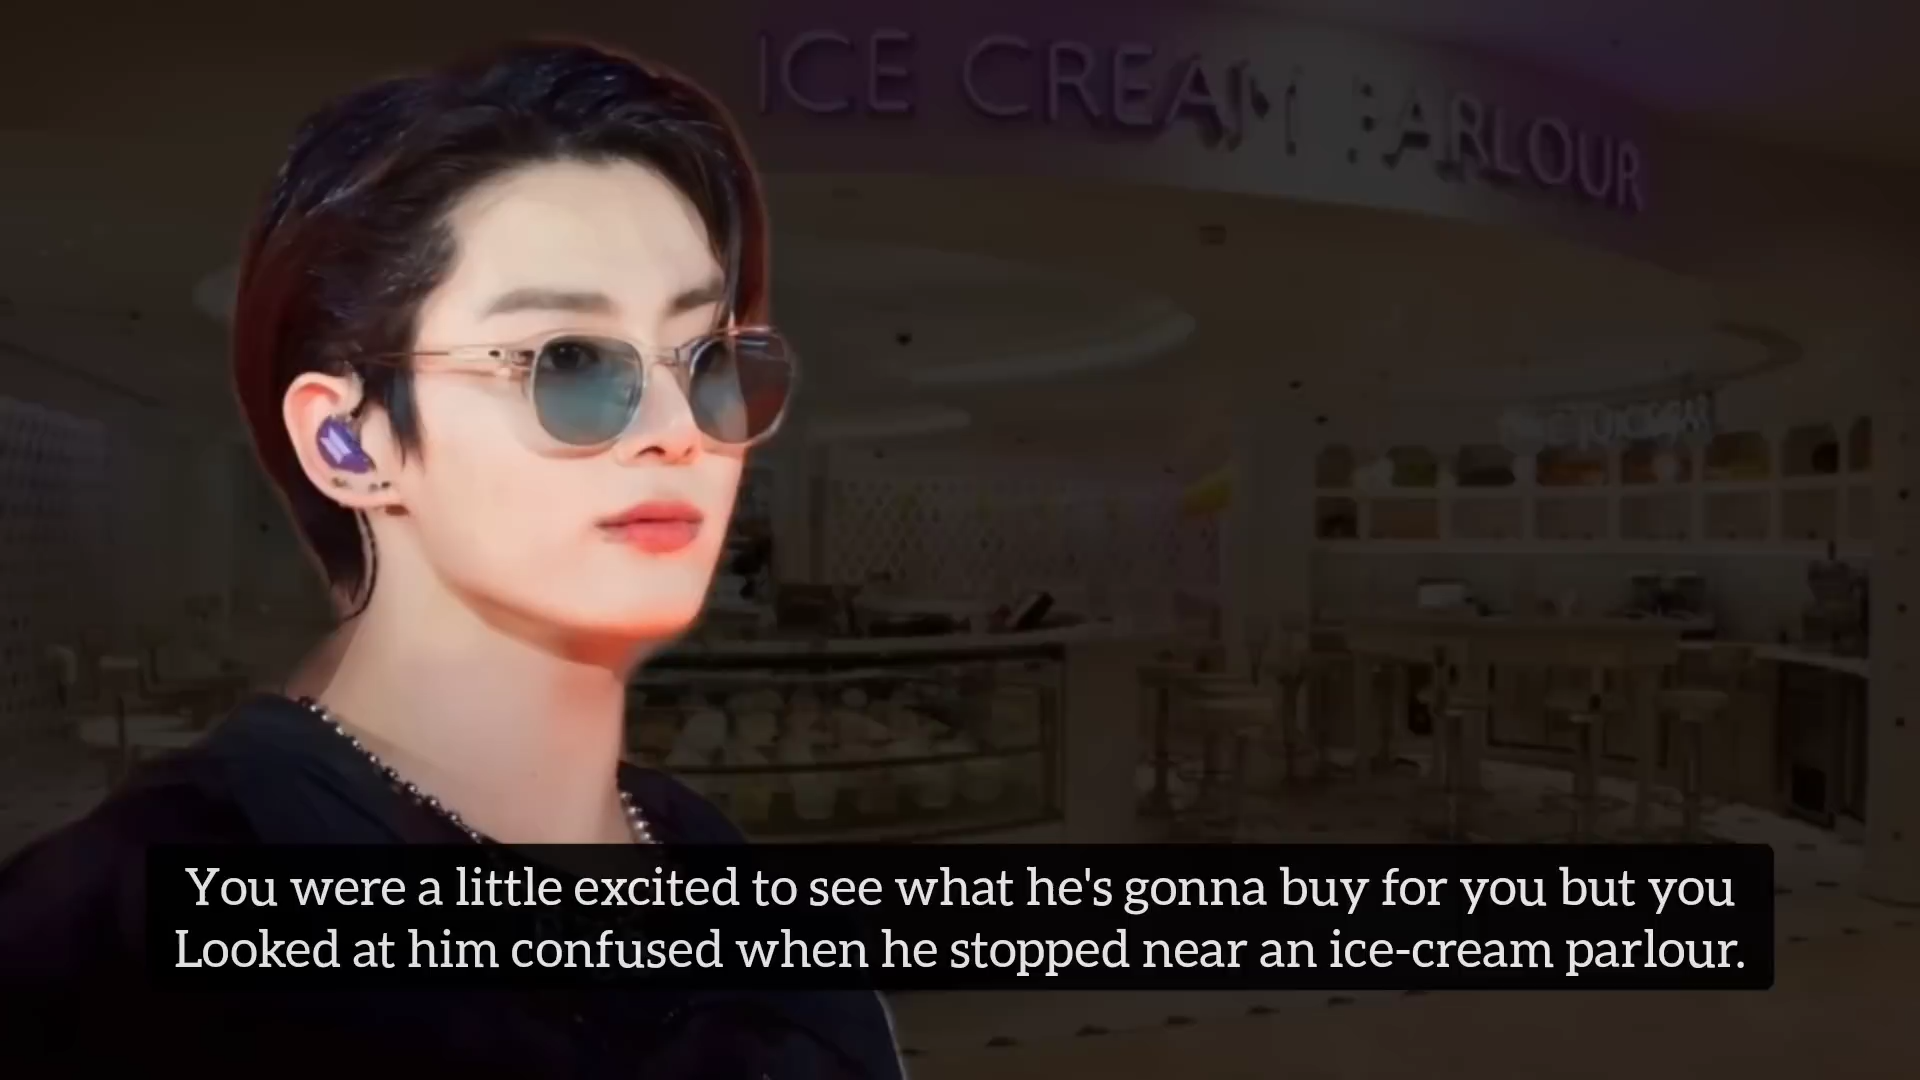 ICE CREAM PARLOUR
You were a little excited to see what he's gonna buy for you but you
Looked at him confused when he stopped near an ice-cream parlour.